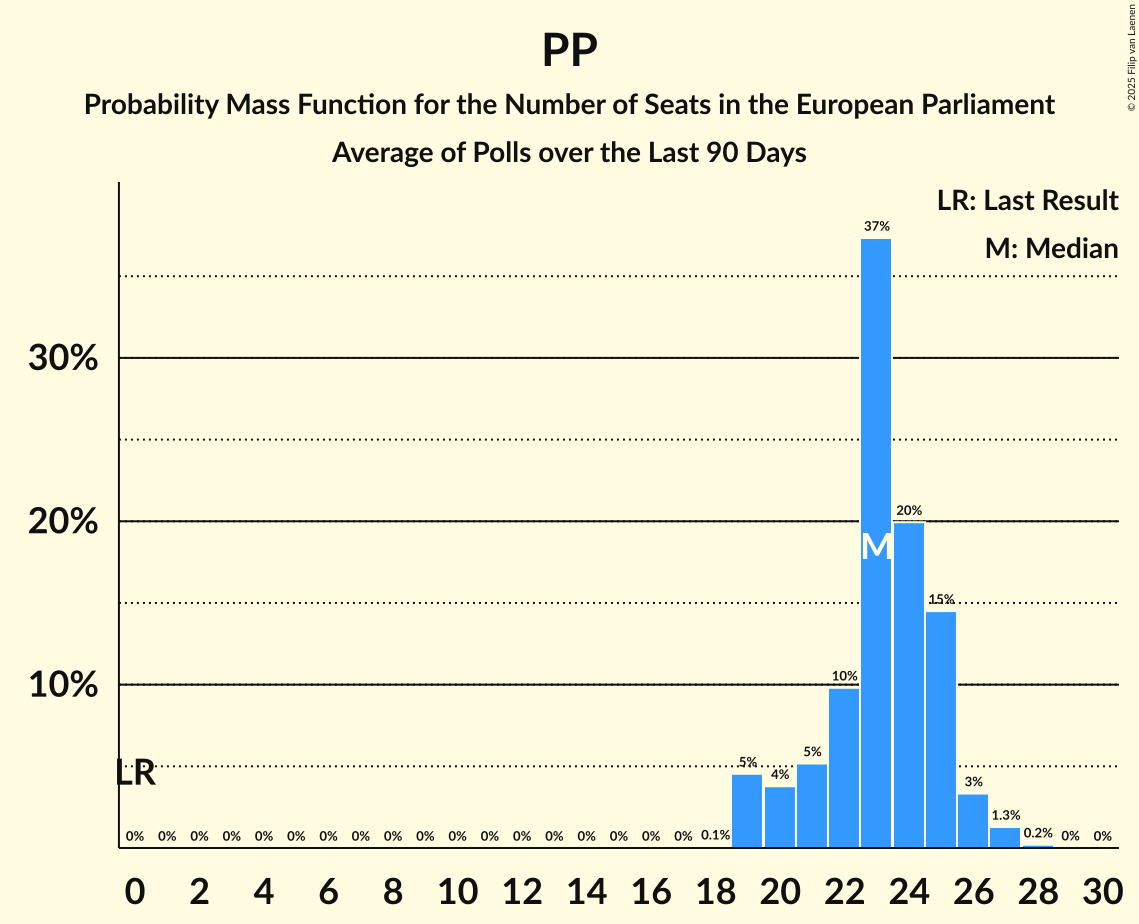 PP
Probability Mass Function for the Number of Seats in the European Parliament
Average of Polls over the Last 90 Days
© 2025 Filip van Laenen
LR: Last Result
M: Median
37%
30%
20%
20%
M
15%
10%
10%
5%
5%
4%
3%
1.3%
0.2%
0.1%
LR
0% 0% 0% 0% 0% 0% 0% 0% 0% 0% 0% 0% 0% 0% 0% 0% 0% 0% 0% 0%
0 2 4 6 8 10 12 14 16 18 20 22 24 26 28 30